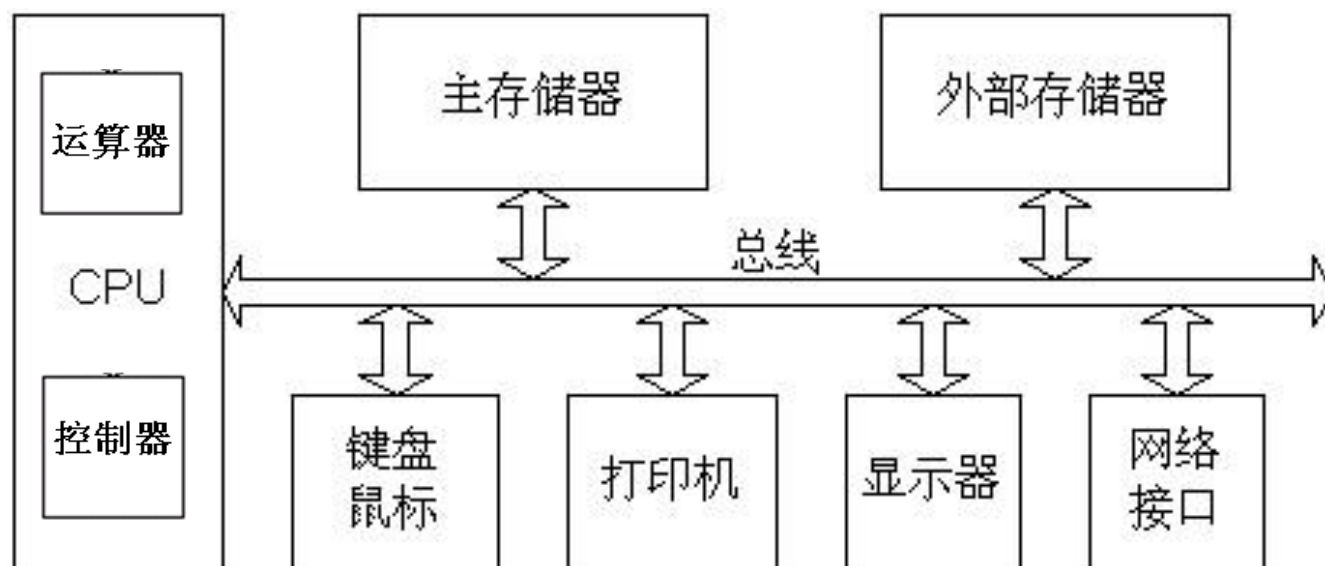 主存储器
外部存储器
运算器
总线
CPU
控制器
键盘
鼠标
打印机
显示器
网络
接口